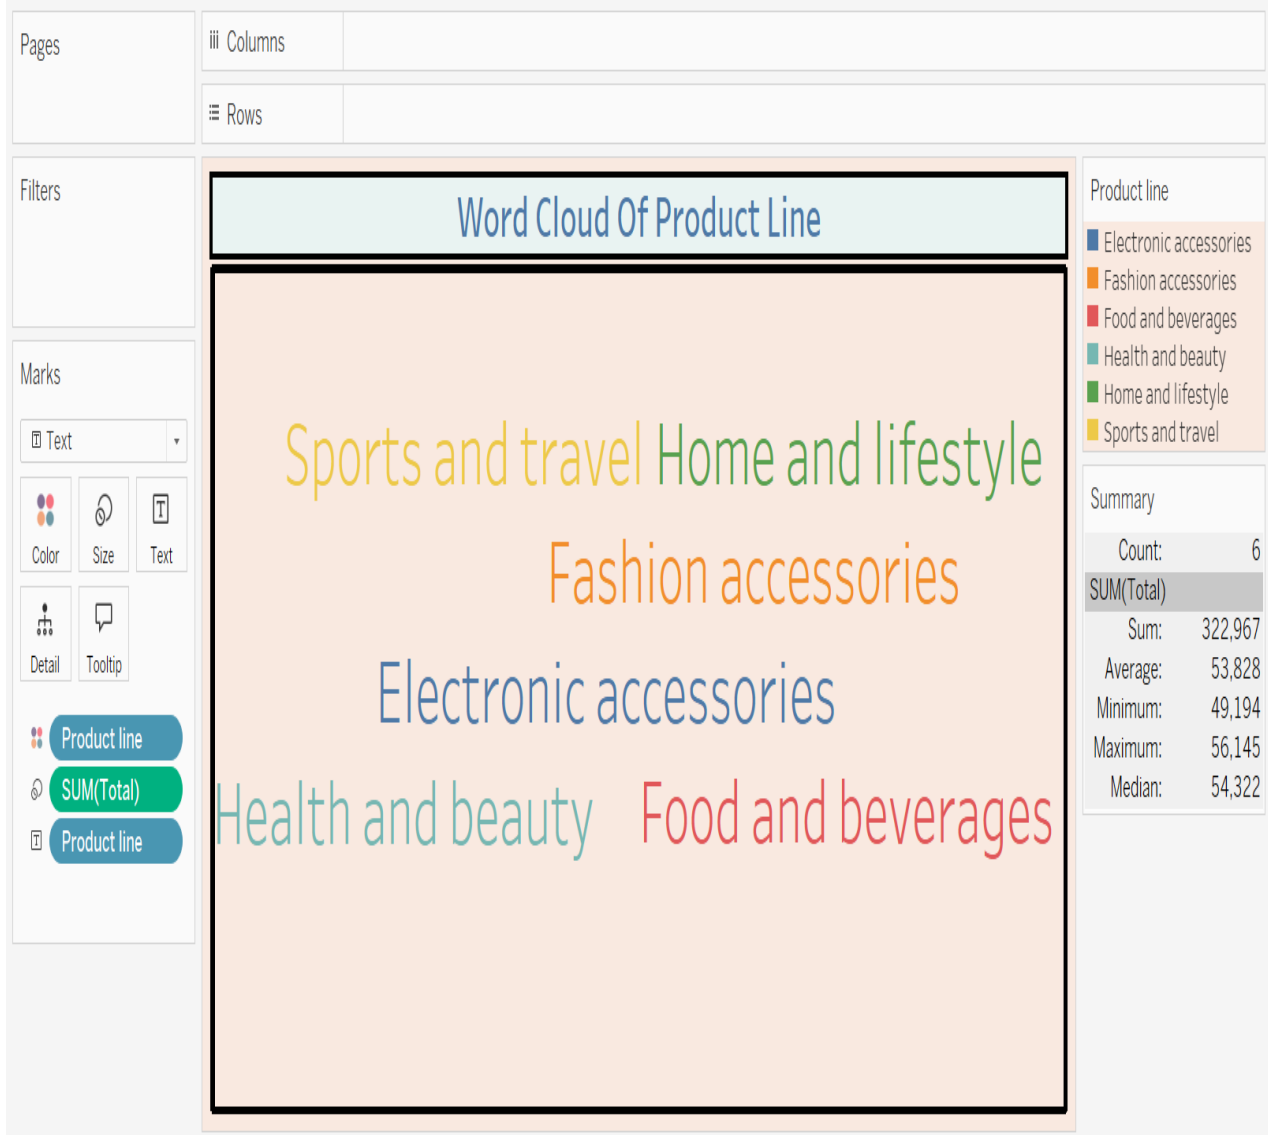 Pages
Columns
Rows
Filters
Marks
Text
Color
Size
Text
Detail
Tooltip
Product line
SUM(Total)
Product line
Word Cloud Of Product Line
Sports and travel Home and lifestyle
Fashion accessories
Electronic accessories
Health and beauty Food and beverages
Product line
Electronic accessories
Fashion accessories
Food and beverages
Health and beauty
Home and lifestyle
Sports and travel
Summary
Count: 6
SUM(Total)
Sum: 322,967
Average: 53,828
Minimum: 49,194
Maximum: 56,145
Median: 54,322